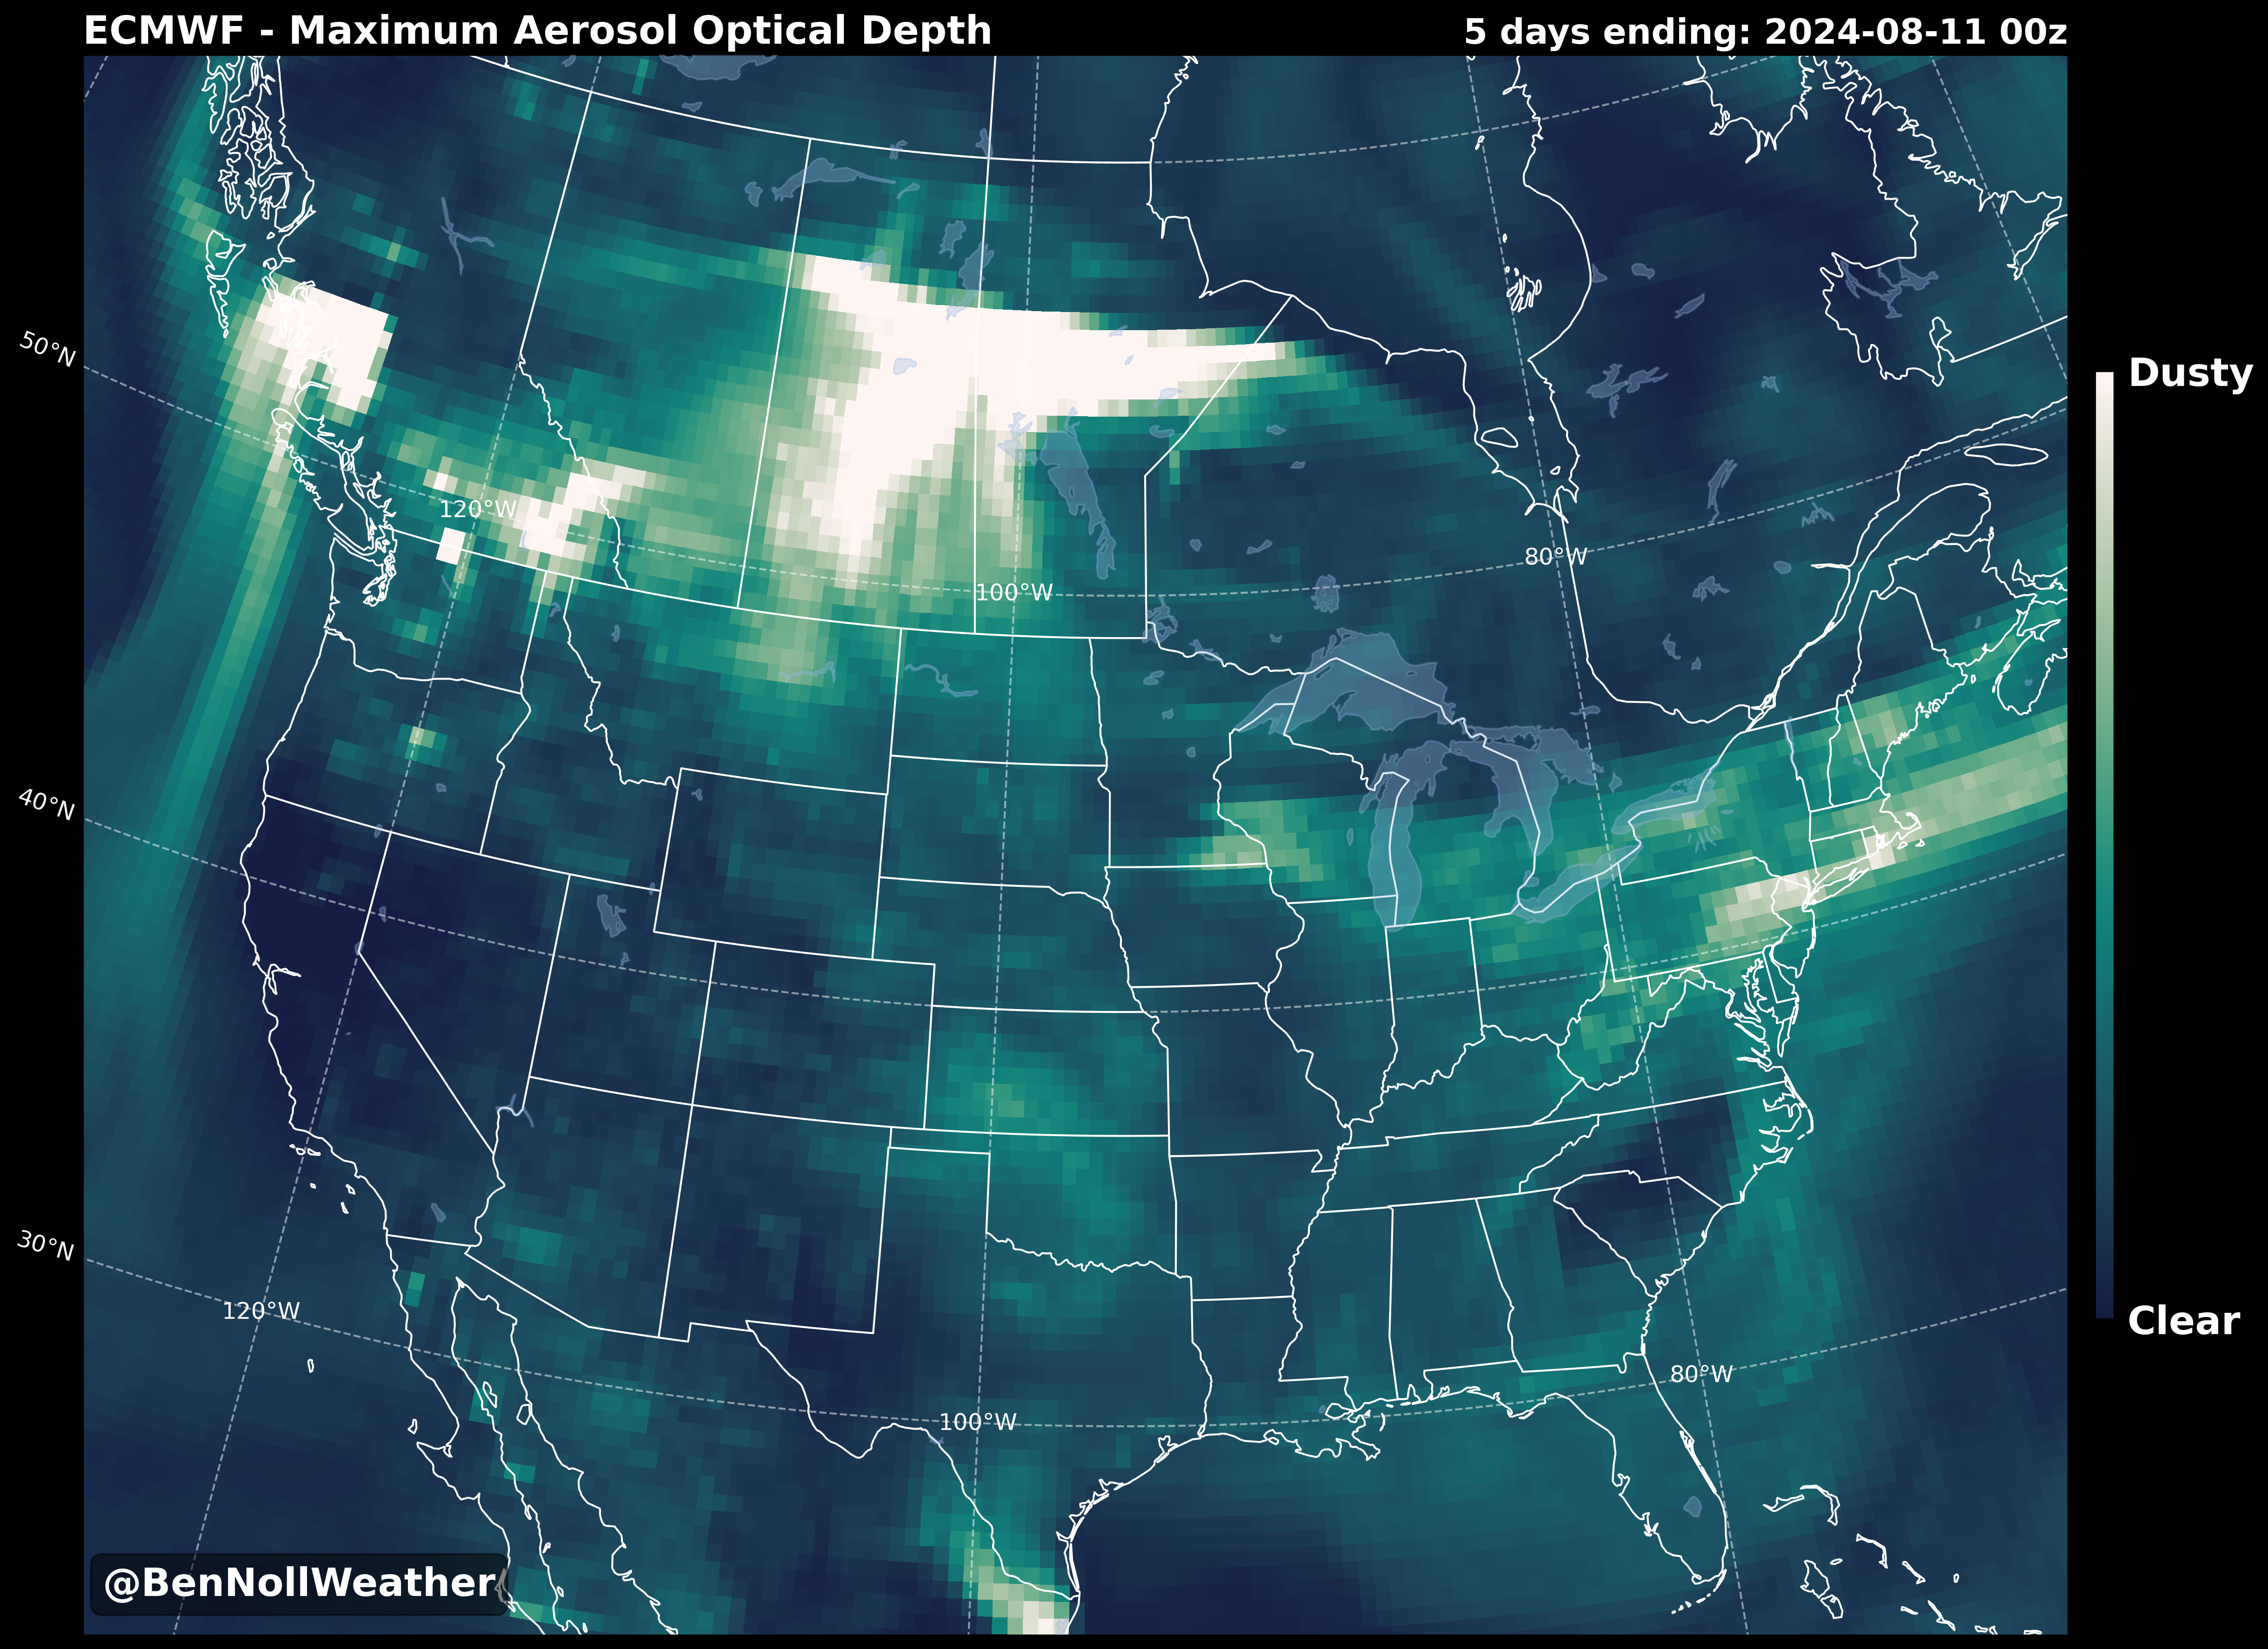 ECMWF - Maximum Aerosol Optical Depth
5 days ending: 2024-08-11 00z
50°N
Dusty
120°W
80°W
100°W
40°N
30°N
120°W
Clear
80°W
100°W
@BenNollWeather